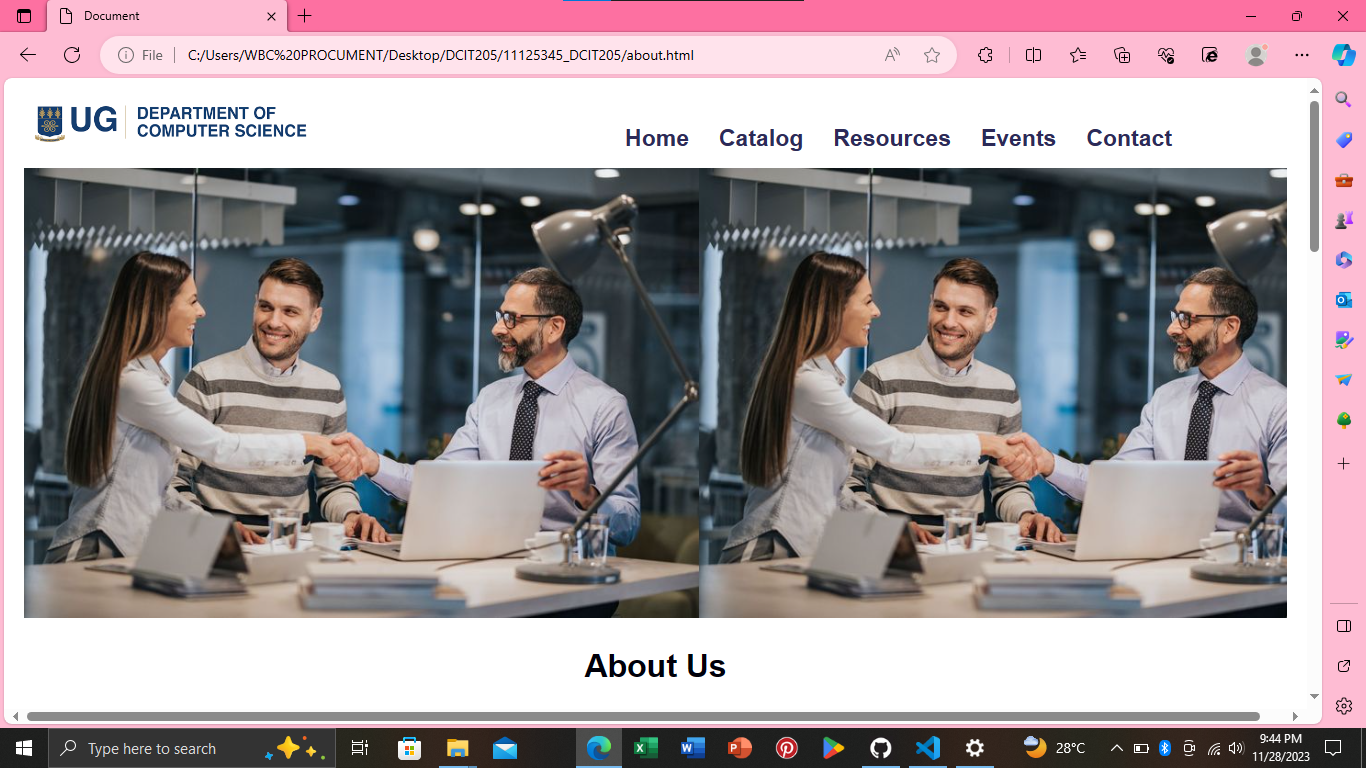 Document
File
C:/Users/WBC%20PROCUMENT/Desktop/DCIT205/11125345_DCIT205/about.html
UG
DEPARTMENT OF
COMPUTER SCIENCE
Home Catalog Resources Events Contact
About Us
Type here to search
28°C
9:44 PM
11/28/2023